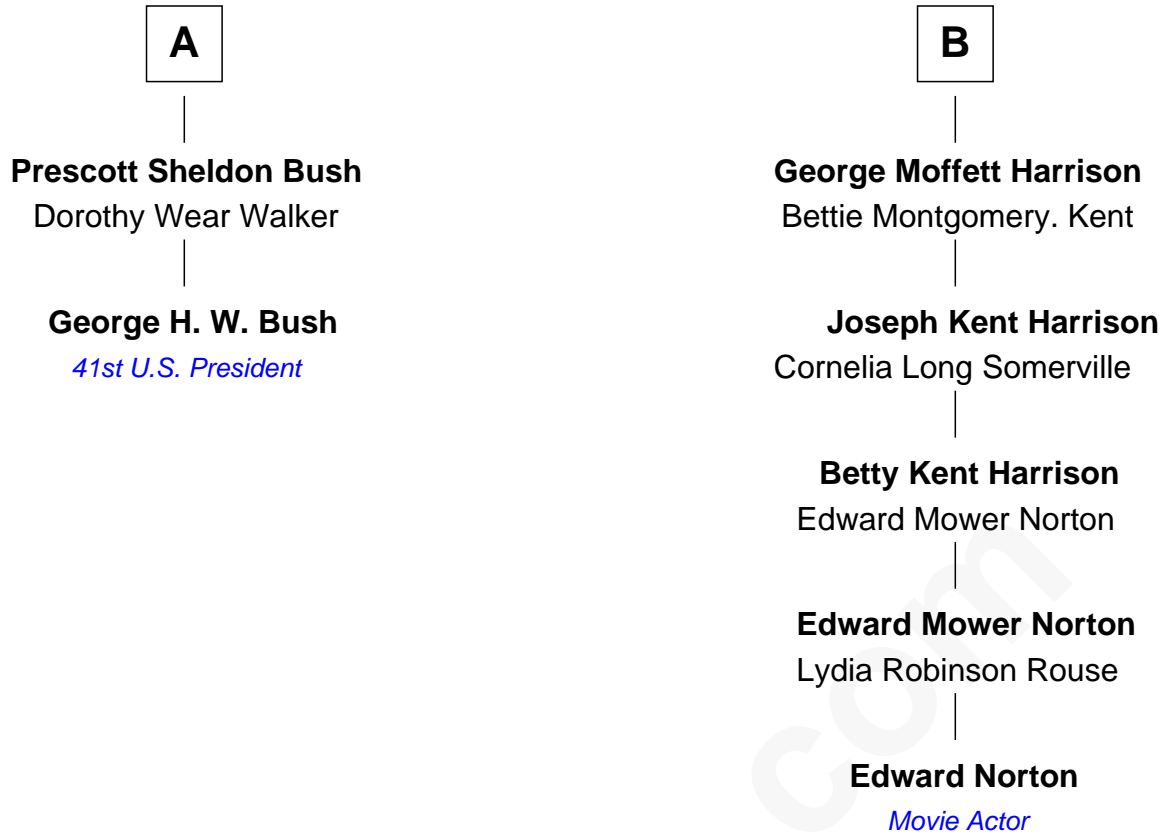 A
Prescott Sheldon Bush
Dorothy Wear Walker
George H. W. Bush
41st U.S. President
B
George Moffett Harrison
Bettie Montgomery. Kent
Joseph Kent Harrison
Cornelia Long Somerville
Betty Kent Harrison
Edward Mower Norton
Edward Mower Norton
Lydia Robinson Rouse
Edward Norton
Movie Actor
com